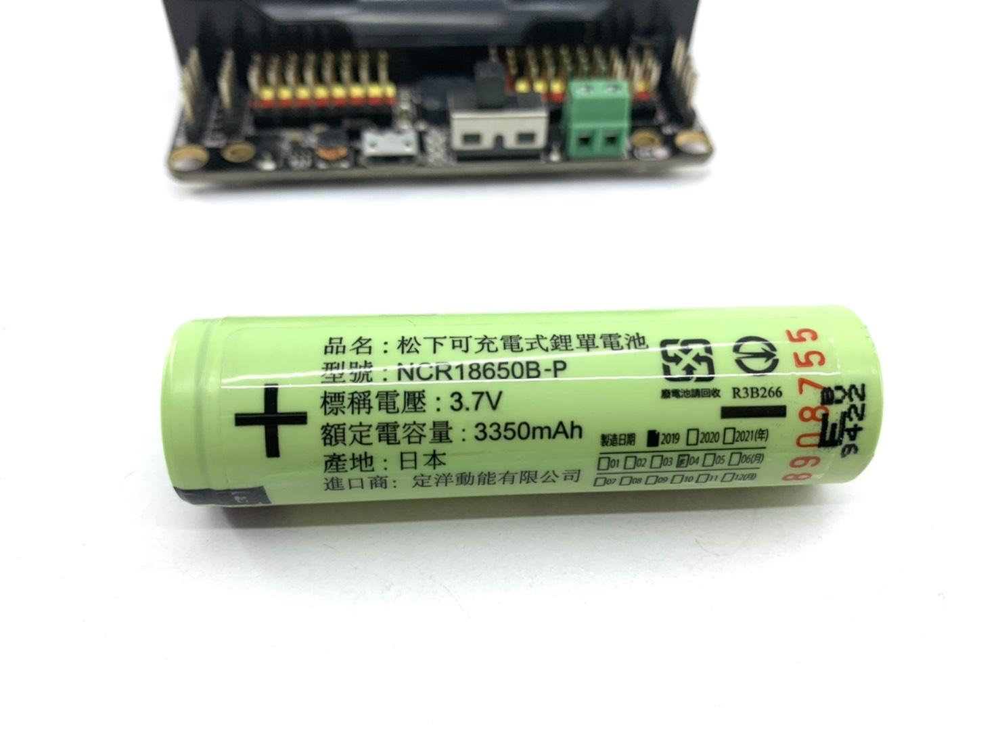 品名：松下可充電式鋰單電池
型號：NCR18650B-P
標稱電壓：3.7V
額定電容量：3350mAh
產地：日本
進口商：定洋動能有限公司
廢電池請回收
R3B266
製造日期 2019 2020 2021(年)
01 02 03 04 05 06(月)
07 08 09 10 11 12(月)
8908755
9422